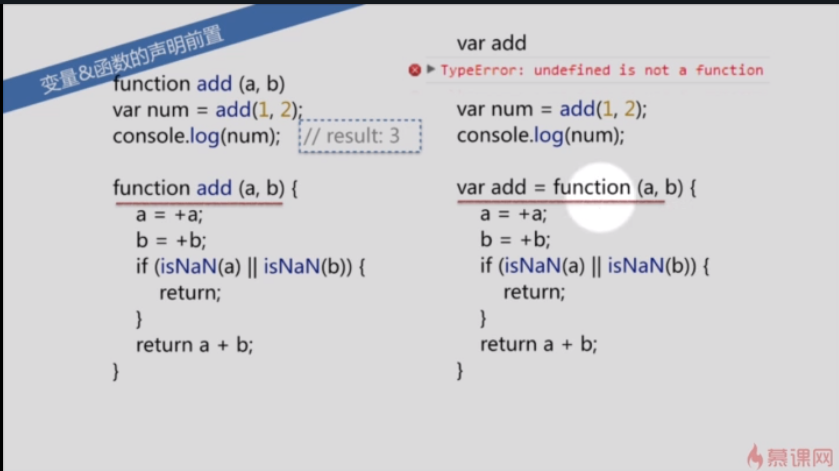 变量&函数的声明前置
function add (a, b)
var num = add(1, 2);
console.log(num); // result: 3
function add (a, b) {
a = +a;
b = +b;
if (isNaN(a) || isNaN(b)) {
return;
}
return a + b;
}
var add
TypeError: undefined is not a function
var num = add(1, 2);
console.log(num);
var add = function (a, b) {
a = +a;
b = +b;
if (isNaN(a) || isNaN(b)) {
return;
}
return a + b;
}
慕课网